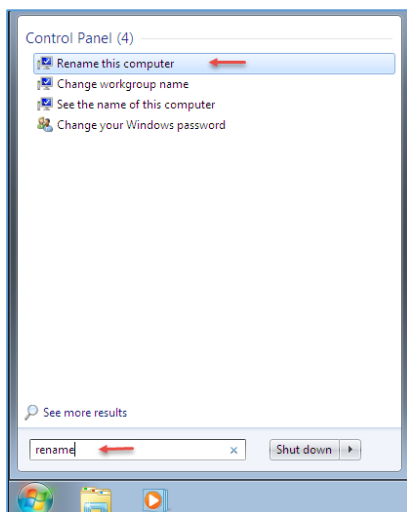 Control Panel (4)
Rename this computer
Change workgroup name
See the name of this computer
Change your Windows password
See more results
rename
Shut down